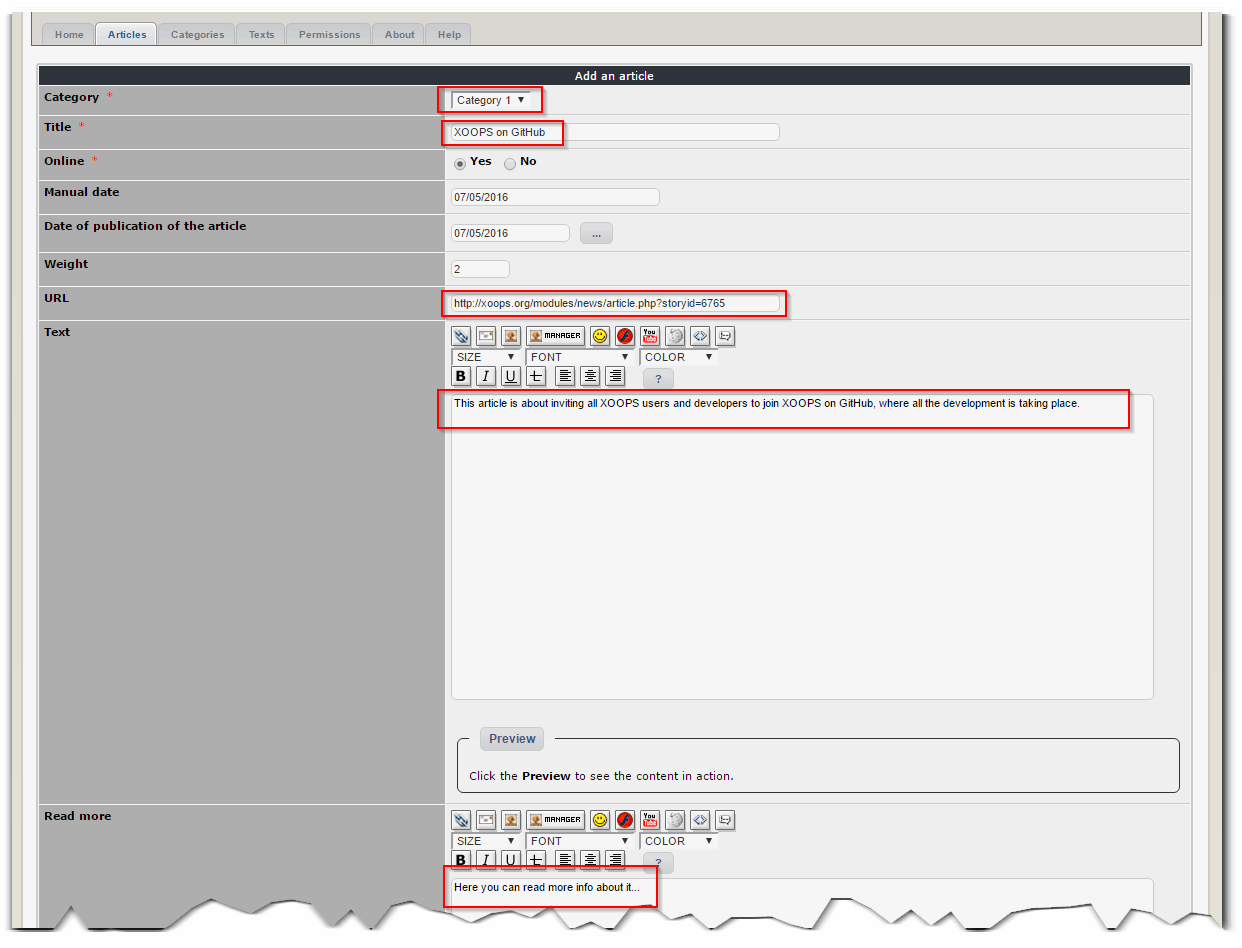 Home Articles Categories Texts Permissions About Help
Add an article
Category * Category 1 ▼
Title * XOOPS on GitHub
Online * Yes No
Manual date 07/05/2016
Date of publication of the article 07/05/2016 ...
Weight 2
URL http://xoops.org/modules/news/article.php?storyid=6765
Text MANAGER You Tube
SIZE ▼ FONT ▼ COLOR ▼
B I U T ?
This article is about inviting all XOOPS users and developers to join XOOPS on GitHub, where all the development is taking place.
Preview
Click the Preview to see the content in action.
Read more MANAGER You Tube
SIZE ▼ FONT ▼ COLOR ▼
B I U T ?
Here you can read more info about it...